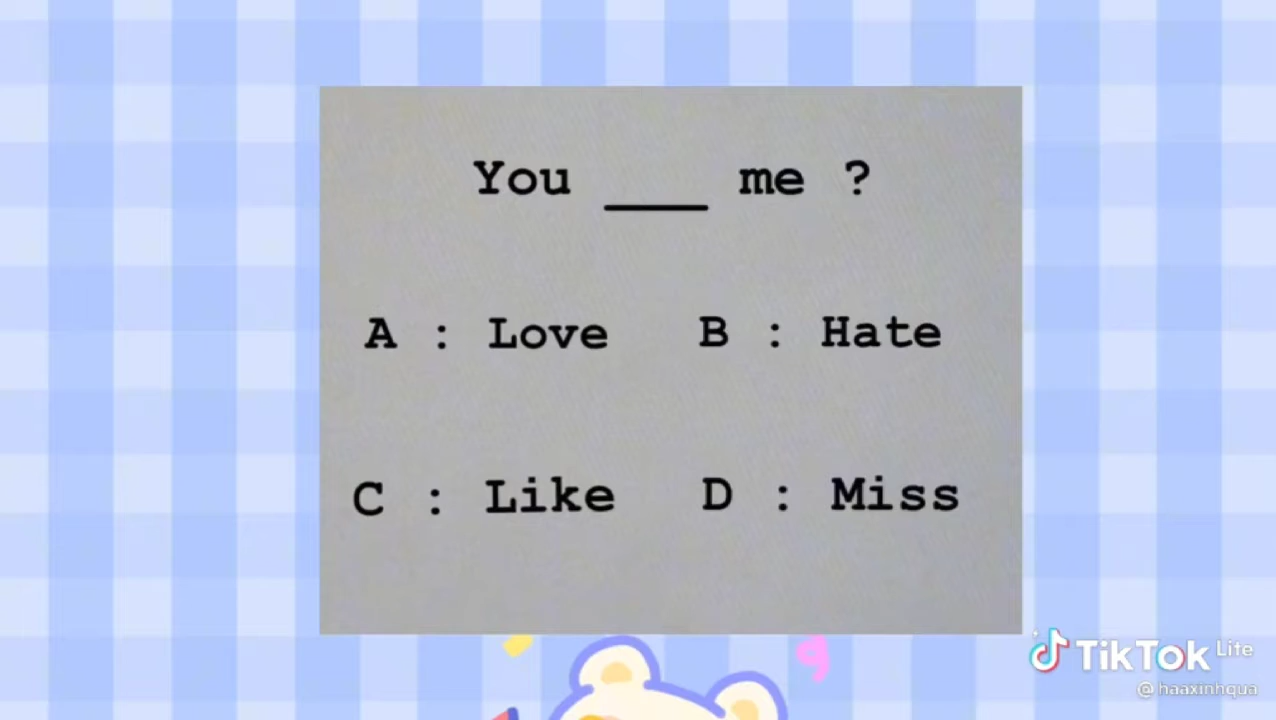 You ___ me ?
A : Love B : Hate
C : Like D : Miss
TikTok Lite
@haaxinhqua